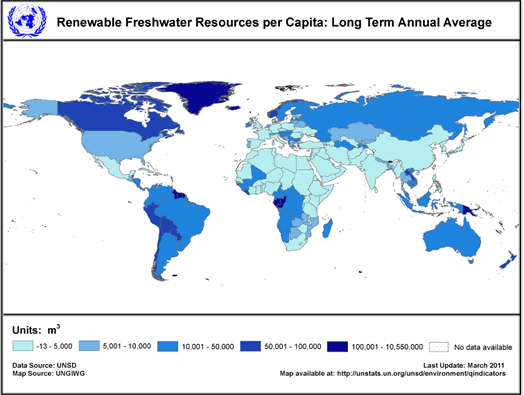 Renewable Freshwater Resources per Capita: Long Term Annual Average
Units: m³
-13 - 5,000 5,001 - 10,000 10,001 - 50,000 50,001 - 100,000 100,001 - 10,550,000 No data available
Data Source: UNSD Last Update: March 2011
Map Source: UNGIWG Map available at: http://unstats.un.org/unsd/environment/qindicators